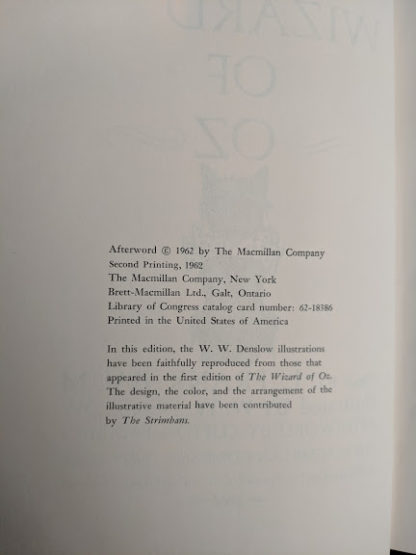 WIZARD
OF
OZ
Afterword © 1962 by The Macmillan Company
Second Printing, 1962
The Macmillan Company, New York
Brett-Macmillan Ltd., Galt, Ontario
Library of Congress catalog card number: 62-18386
Printed in the United States of America
In this edition, the W. W. Denslow illustrations
have been faithfully reproduced from those that
appeared in the first edition of The Wizard of Oz.
The design, the color, and the arrangement of the
illustrative material have been contributed
by The Strimbans.